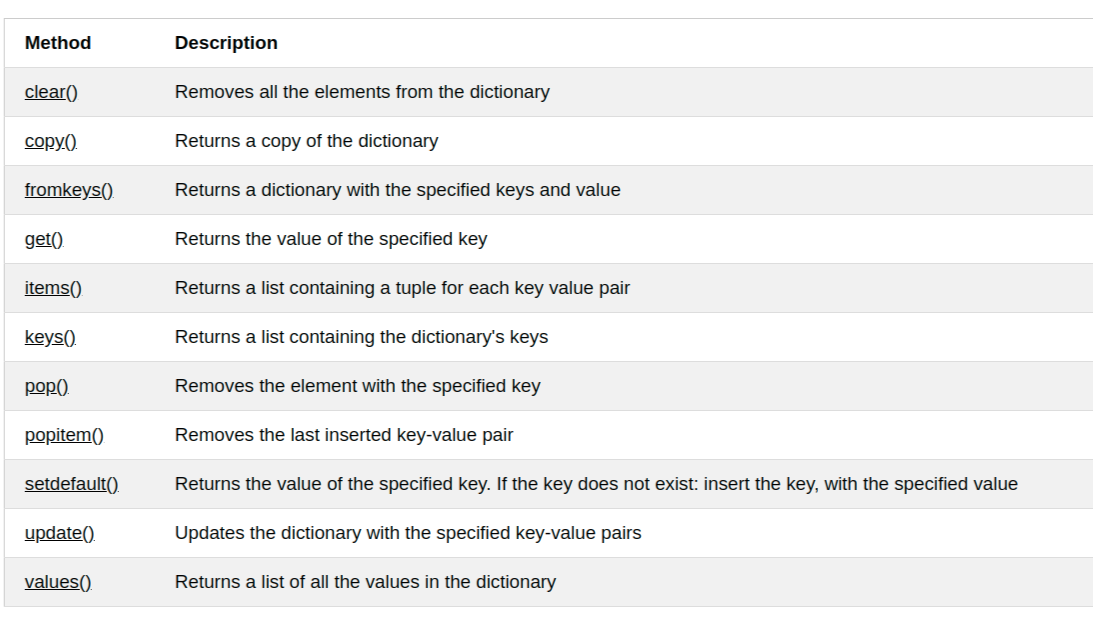 Method Description
clear() Removes all the elements from the dictionary
copy() Returns a copy of the dictionary
fromkeys() Returns a dictionary with the specified keys and value
get() Returns the value of the specified key
items() Returns a list containing a tuple for each key value pair
keys() Returns a list containing the dictionary's keys
pop() Removes the element with the specified key
popitem() Removes the last inserted key-value pair
setdefault() Returns the value of the specified key. If the key does not exist: insert the key, with the specified value
update() Updates the dictionary with the specified key-value pairs
values() Returns a list of all the values in the dictionary